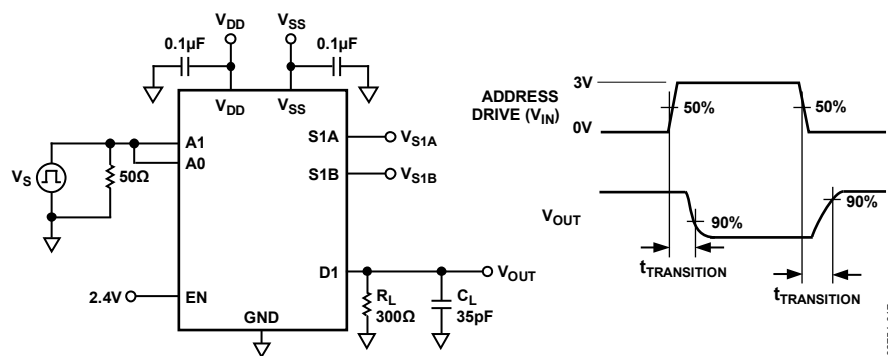 VDD
VSS
0.1µF
0.1µF
VDD
VSS
A1
A0
VS
50Ω
S1A
VS1A
S1B
VS1B
D1
VOUT
2.4V
EN
GND
RL
300Ω
CL
35pF
ADDRESS
DRIVE (VIN)
3V
0V
50%
50%
VOUT
90%
90%
tTRANSITION
tTRANSITION